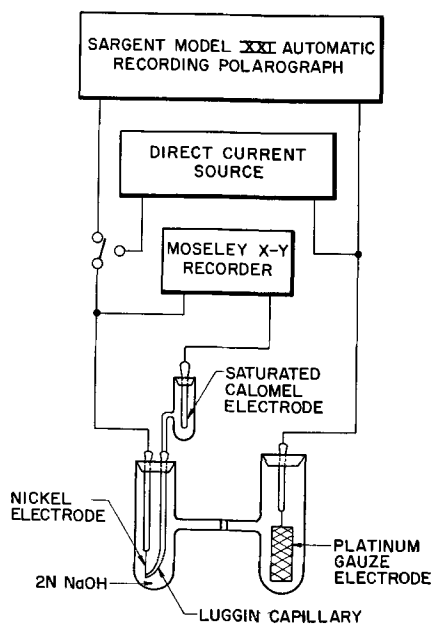 SARGENT MODEL XXI AUTOMATIC
RECORDING POLAROGRAPH
DIRECT CURRENT
SOURCE
MOSELEY X-Y
RECORDER
SATURATED
CALOMEL
ELECTRODE
NICKEL
ELECTRODE
2N NaOH
LUGGIN CAPILLARY
PLATINUM
GAUZE
ELECTRODE